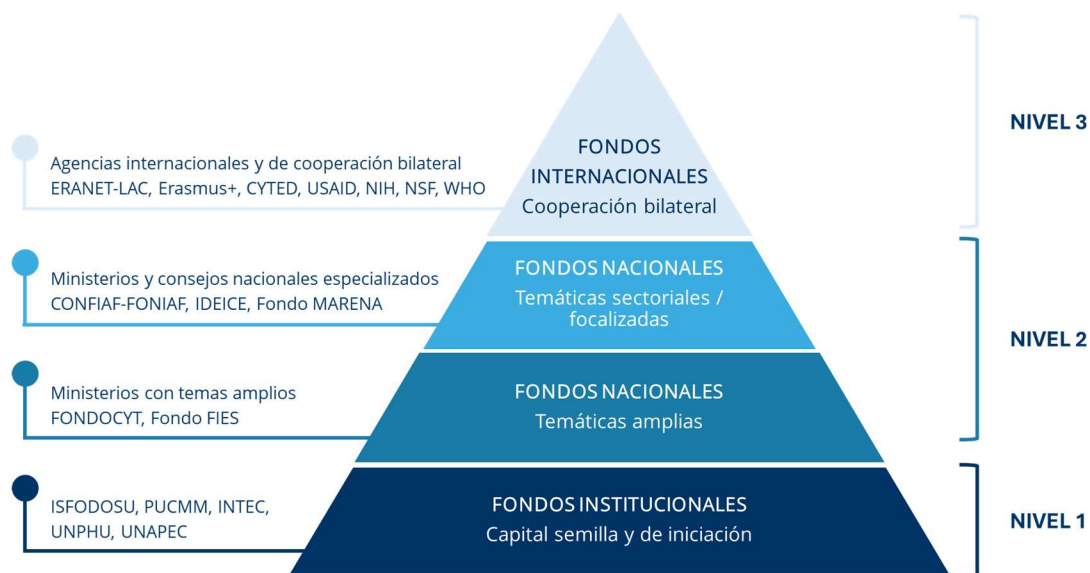 NIVEL 3
FONDOS
INTERNACIONALES
Cooperación bilateral
Agencias internacionales y de cooperación bilateral
ERANET-LAC, Erasmus+, CYTED, USAID, NIH, NSF, WHO
FONDOS NACIONALES
Temáticas sectoriales /
focalizadas
Ministerios y consejos nacionales especializados
CONFIAF-FONIAF, IDEICE, Fondo MARENA
NIVEL 2
FONDOS NACIONALES
Temáticas amplias
Ministerios con temas amplios
FONDOCYT, Fondo FIES
FONDOS INSTITUCIONALES
Capital semilla y de iniciación
ISFODOSU, PUCMM, INTEC,
UNPHU, UNAPEC
NIVEL 1